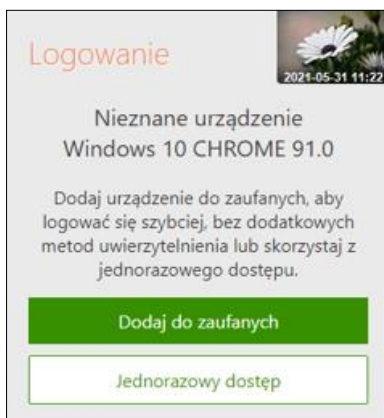 Logowanie
2021-05-31 11:22
Nieznane urządzenie
Windows 10 CHROME 91.0
Dodaj urządzenie do zaufanych, aby
logować się szybciej, bez dodatkowych
metod uwierzytelnienia lub skorzystaj z
jednorazowego dostępu.
Dodaj do zaufanych
Jednorazowy dostęp